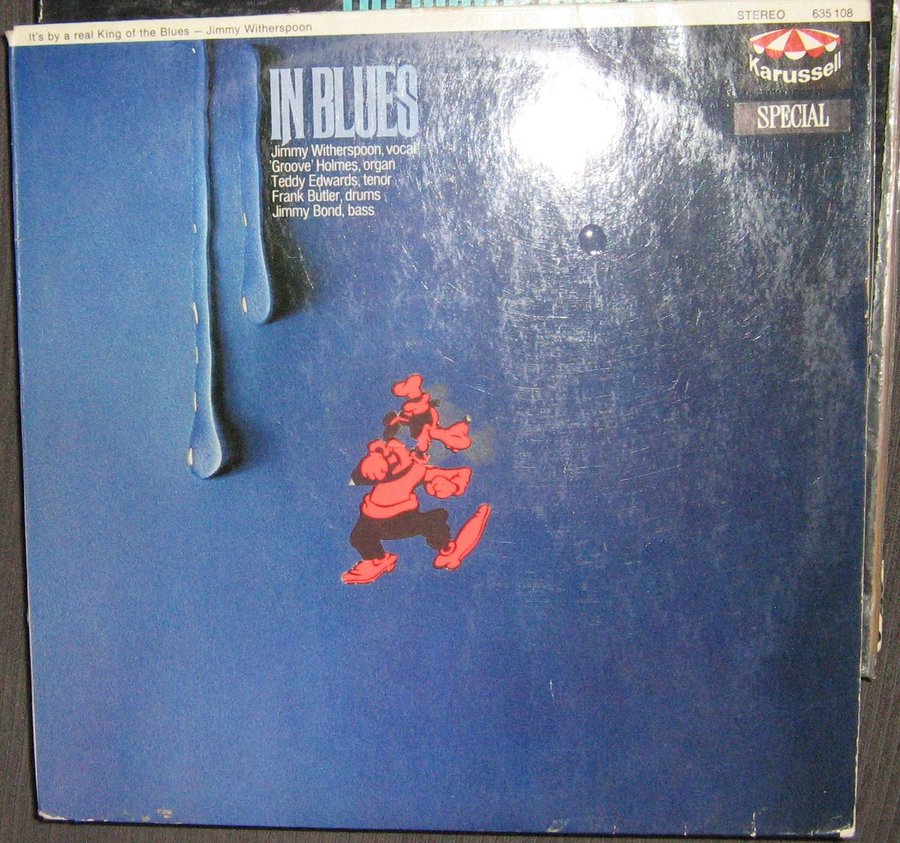 It's by a real King of the Blues – Jimmy Witherspoon
STEREO 635 108
Karussell
SPECIAL
IN BLUES
Jimmy Witherspoon, vocal
'Groove' Holmes, organ
Teddy Edwards, tenor
Frank Butler, drums
Jimmy Bond, bass